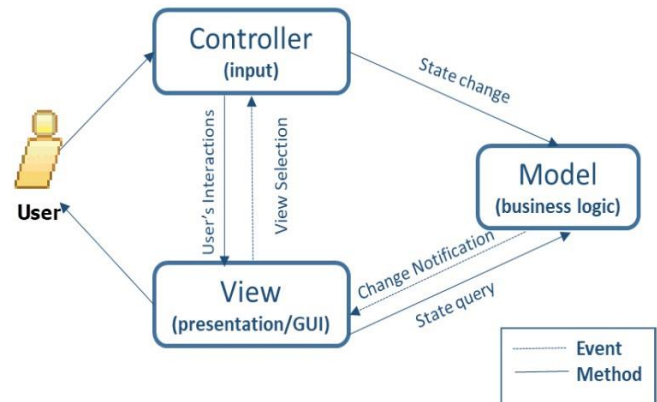 Controller
(input)
State change
User's Interactions
View Selection
User
Model
(business logic)
Change Notification
State query
View
(presentation/GUI)
Event
Method